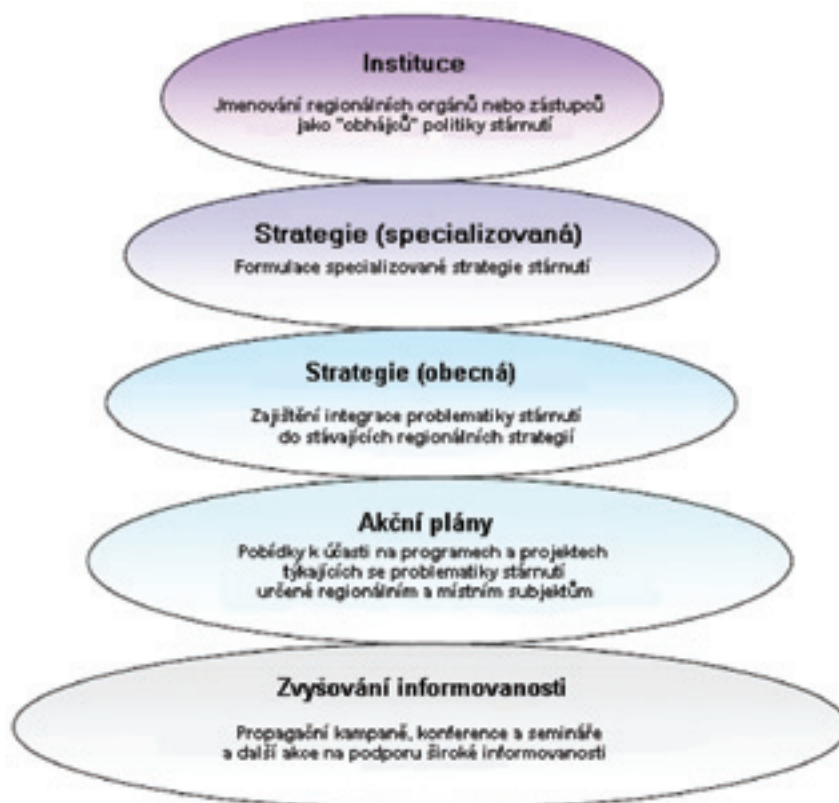 Instituce
Jmenování regionálních orgánů nebo zástupců
jako "obhájců" politiky stárnutí
Strategie (specializovaná)
Formulace specializované strategie stárnutí
Strategie (obecná)
Zajištění integrace problematiky stárnutí
do stávajících regionálních strategií
Akční plány
Pobídky k účasti na programech a projektech
týkajících se problematiky stárnutí
určené regionálním a místním subjektům
Zvyšování informovanosti
Propagační kampaně, konference a semináře
a další akce na podporu široké informovanosti